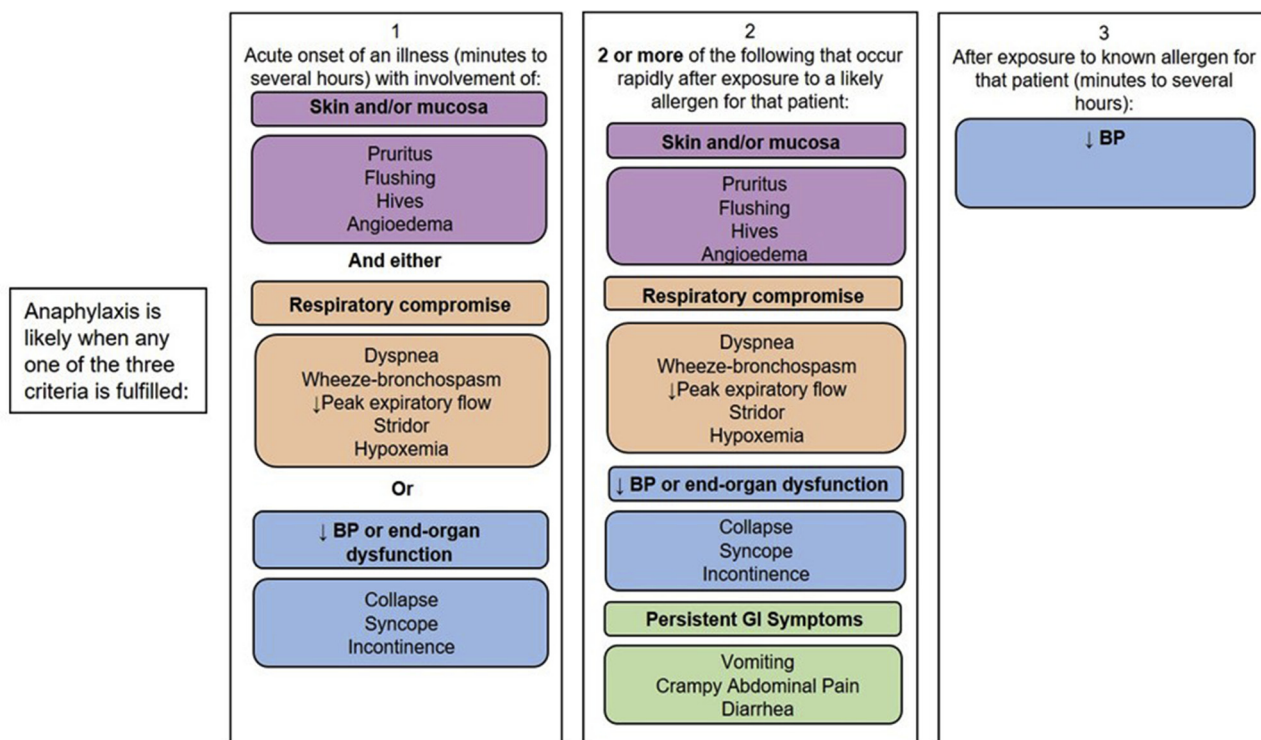 Anaphylaxis is
likely when any
one of the three
criteria is fulfilled:
1
Acute onset of an illness (minutes to
several hours) with involvement of:
Skin and/or mucosa
Pruritus
Flushing
Hives
Angioedema
And either
Respiratory compromise
Dyspnea
Wheeze-bronchospasm
↓Peak expiratory flow
Stridor
Hypoxemia
Or
↓ BP or end-organ
dysfunction
Collapse
Syncope
Incontinence
2
2 or more of the following that occur
rapidly after exposure to a likely
allergen for that patient:
Skin and/or mucosa
Pruritus
Flushing
Hives
Angioedema
Respiratory compromise
Dyspnea
Wheeze-bronchospasm
↓Peak expiratory flow
Stridor
Hypoxemia
↓ BP or end-organ dysfunction
Collapse
Syncope
Incontinence
Persistent GI Symptoms
Vomiting
Crampy Abdominal Pain
Diarrhea
3
After exposure to known allergen for
that patient (minutes to several
hours):
↓ BP